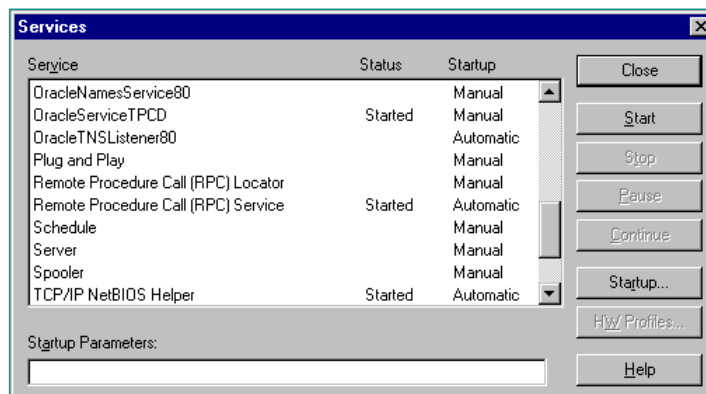 Services
Service Status Startup
OracleNamesService80 Manual
OracleServiceTPCD Started Manual
OracleTNSListener80 Automatic
Plug and Play Manual
Remote Procedure Call (RPC) Locator Manual
Remote Procedure Call (RPC) Service Started Automatic
Schedule Manual
Server Manual
Spooler Manual
TCP/IP NetBIOS Helper Started Automatic
Startup Parameters:
Close
Start
Stop
Pause
Continue
Startup...
HW Profiles...
Help